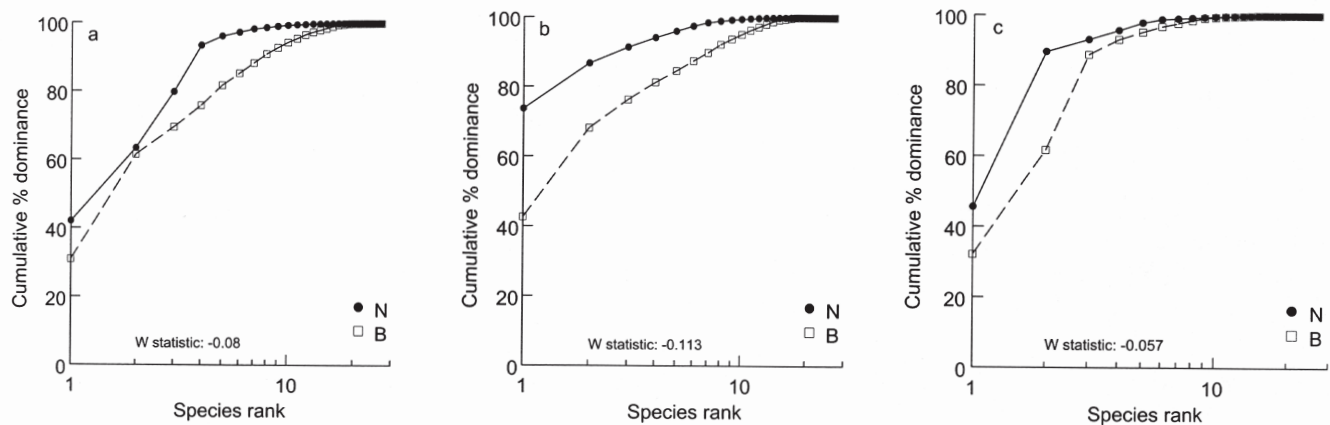 a
100
80
60
40
20
0
Cumulative % dominance
N
B
W statistic: -0.08
1
10
Species rank
b
100
80
60
40
20
0
Cumulative % dominance
N
B
W statistic: -0.113
1
10
Species rank
c
100
80
60
40
20
0
Cumulative % dominance
N
B
W statistic: -0.057
1
10
Species rank